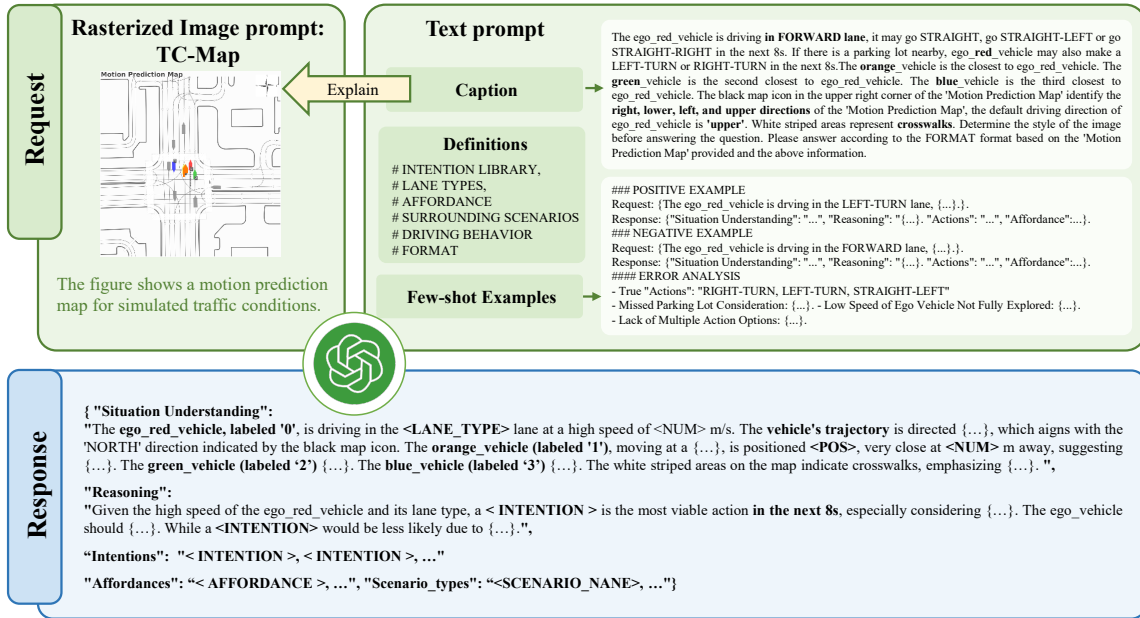 Request
Rasterized Image prompt:
TC-Map
Motion Prediction Map
The figure shows a motion prediction
map for simulated traffic conditions.
Explain
Text prompt
Caption
Definitions
# INTENTION LIBRARY,
# LANE TYPES,
# AFFORDANCE
# SURROUNDING SCENARIOS
# DRIVING BEHAVIOR
# FORMAT
Few-shot Examples
The ego_red_vehicle is driving in FORWARD lane, it may go STRAIGHT, go STRAIGHT-LEFT or go
STRAIGHT-RIGHT in the next 8s. If there is a parking lot nearby, ego_red_vehicle may also make a
LEFT-TURN or RIGHT-TURN in the next 8s.The orange_vehicle is the closest to ego_red_vehicle. The
green_vehicle is the second closest to ego_red_vehicle. The blue_vehicle is the third closest to
ego_red_vehicle. The black map icon in the upper right corner of the 'Motion Prediction Map' identify the
right, lower, left, and upper directions of the 'Motion Prediction Map', the default driving direction of
ego_red_vehicle is 'upper'. White striped areas represent crosswalks. Determine the style of the image
before answering the question. Please answer according to the FORMAT format based on the 'Motion
Prediction Map' provided and the above information.
### POSITIVE EXAMPLE
Request: {The ego_red_vehicle is drving in the LEFT-TURN lane, {...}.}.
Response: {"Situation Understanding": "...", "Reasoning": "{...}. "Actions": "...", "Affordance":...}.
### NEGATIVE EXAMPLE
Request: {The ego_red_vehicle is drving in the FORWARD lane, {...}.}.
Response: {"Situation Understanding": "...", "Reasoning": "{...}. "Actions": "...", "Affordance":...}.
#### ERROR ANALYSIS
- True "Actions": "RIGHT-TURN, LEFT-TURN, STRAIGHT-LEFT"
- Missed Parking Lot Consideration: {...}. - Low Speed of Ego Vehicle Not Fully Explored: {...}.
- Lack of Multiple Action Options: {...}.
Response
{ "Situation Understanding":
"The ego_red_vehicle, labeled '0', is driving in the <LANE_TYPE> lane at a high speed of <NUM> m/s. The vehicle's trajectory is directed {…}, which aigns with the
'NORTH' direction indicated by the black map icon. The orange_vehicle (labeled '1'), moving at a {…}, is positioned <POS>, very close at <NUM> m away, suggesting
{…}. The green_vehicle (labeled ‘2’) {…}. The blue_vehicle (labeled ‘3’) {…}. The white striped areas on the map indicate crosswalks, emphasizing {…}. ",
"Reasoning":
"Given the high speed of the ego_red_vehicle and its lane type, a < INTENTION > is the most viable action in the next 8s, especially considering {…}. The ego_vehicle
should {…}. While a <INTENTION> would be less likely due to {…}.",
“Intentions": "< INTENTION >, < INTENTION >, …"
"Affordances": “< AFFORDANCE >, …", "Scenario_types": “<SCENARIO_NANE>, …"}